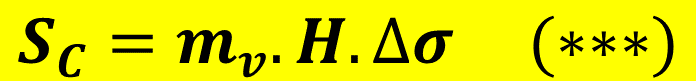 S_C = m_v. H. Δσ (***)